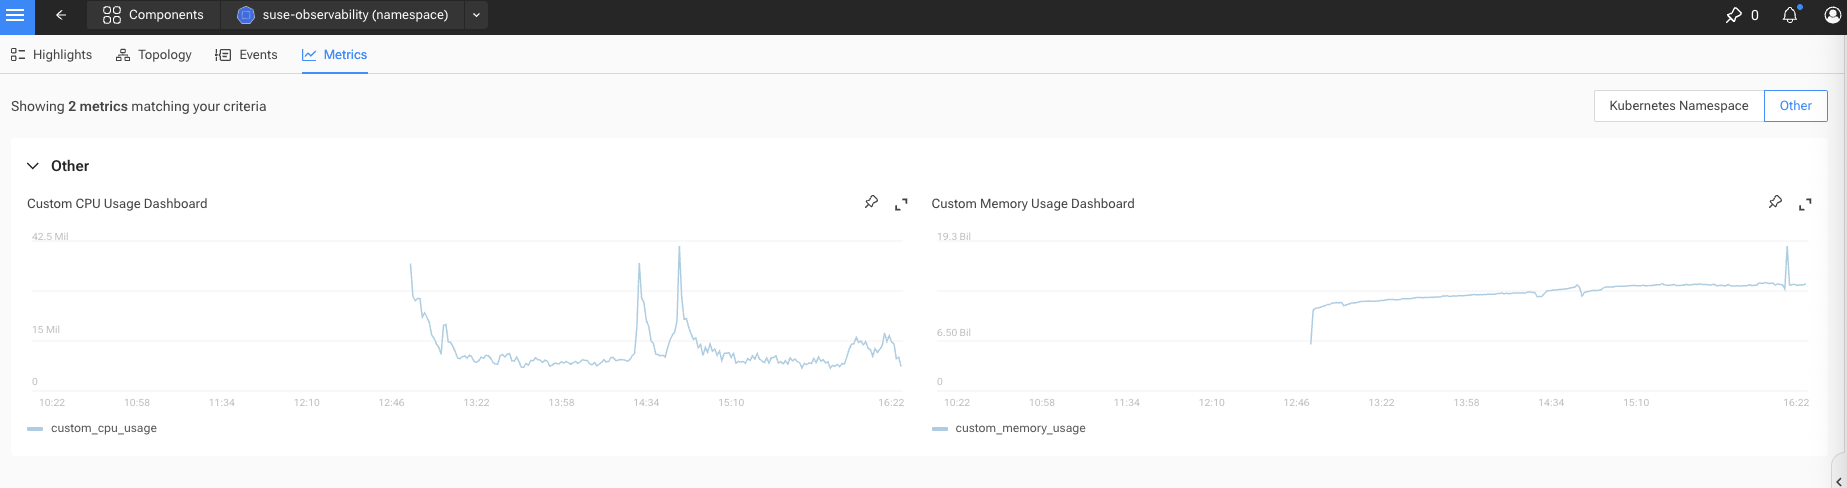 Components suse-observability (namespace) 0
Highlights Topology Events Metrics
Showing 2 metrics matching your criteria Kubernetes Namespace Other
Other
Custom CPU Usage Dashboard
42.5 Mil
15 Mil
0
10:22 10:58 11:34 12:10 12:46 13:22 13:58 14:34 15:10 16:22
custom_cpu_usage
Custom Memory Usage Dashboard
19.3 Bil
6.50 Bil
0
10:22 10:58 11:34 12:10 12:46 13:22 13:58 14:34 15:10 16:22
custom_memory_usage